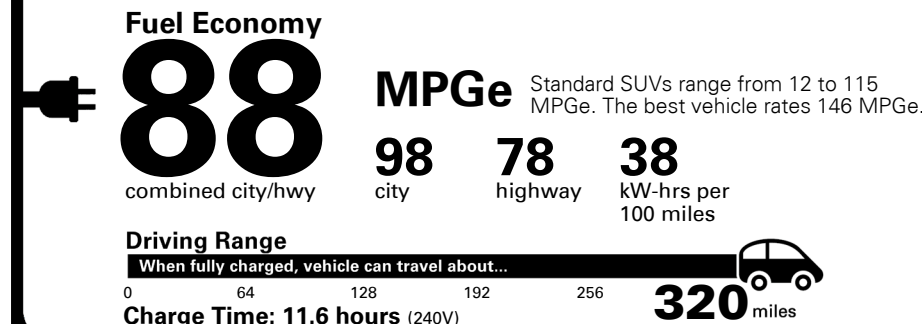 Fuel Economy
88
MPGe
Standard SUVs range from 12 to 115
MPGe. The best vehicle rates 146 MPGe.
combined city/hwy
98
city
78
highway
38
kW-hrs per
100 miles
Driving Range
When fully charged, vehicle can travel about...
0 64 128 192 256 320 miles
Charge Time: 11.6 hours (240V)